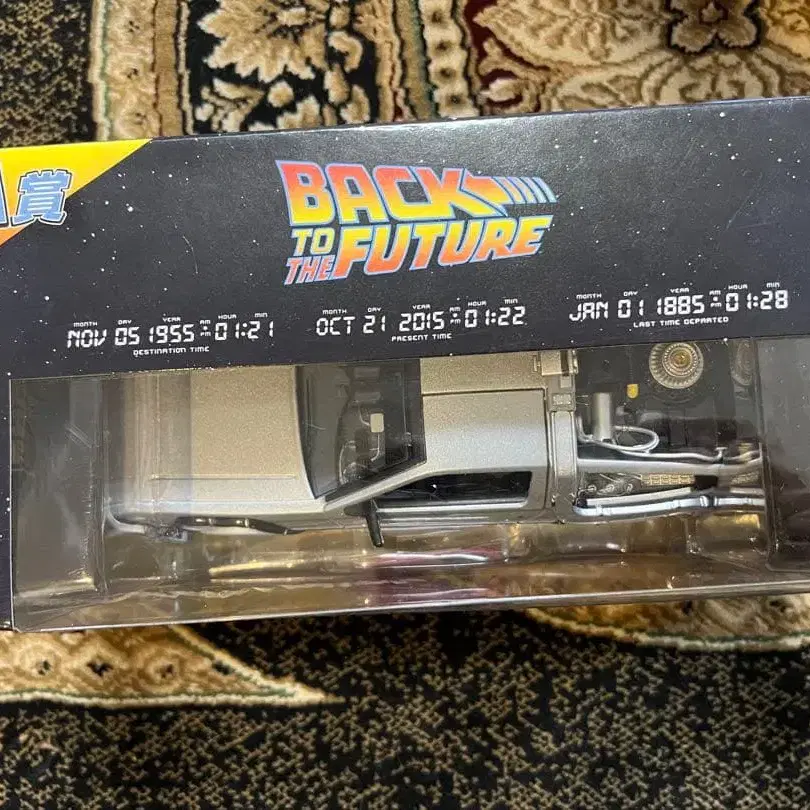 A賞
BACK
TO
THE FUTURE
MONTH DAY YEAR AM PM HOUR MIN
NOV 05 1955 01:21
DESTINATION TIME
MONTH DAY YEAR AM PM HOUR MIN
OCT 21 2015 01:22
PRESENT TIME
MONTH DAY YEAR AM PM HOUR MIN
JAN 01 1885 01:28
LAST TIME DEPARTED